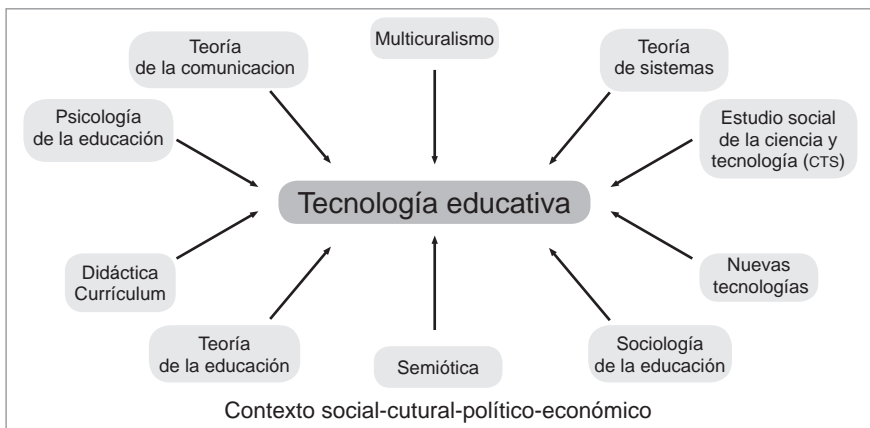 Teoría
de la comunicacion
Multicuralismo
Teoría
de sistemas
Psicología
de la educación
Estudio social
de la ciencia y
tecnología (CTS)
Tecnología educativa
Didáctica
Currículum
Nuevas
tecnologías
Teoría
de la educación
Semiótica
Sociología
de la educación
Contexto social-cutural-político-económico